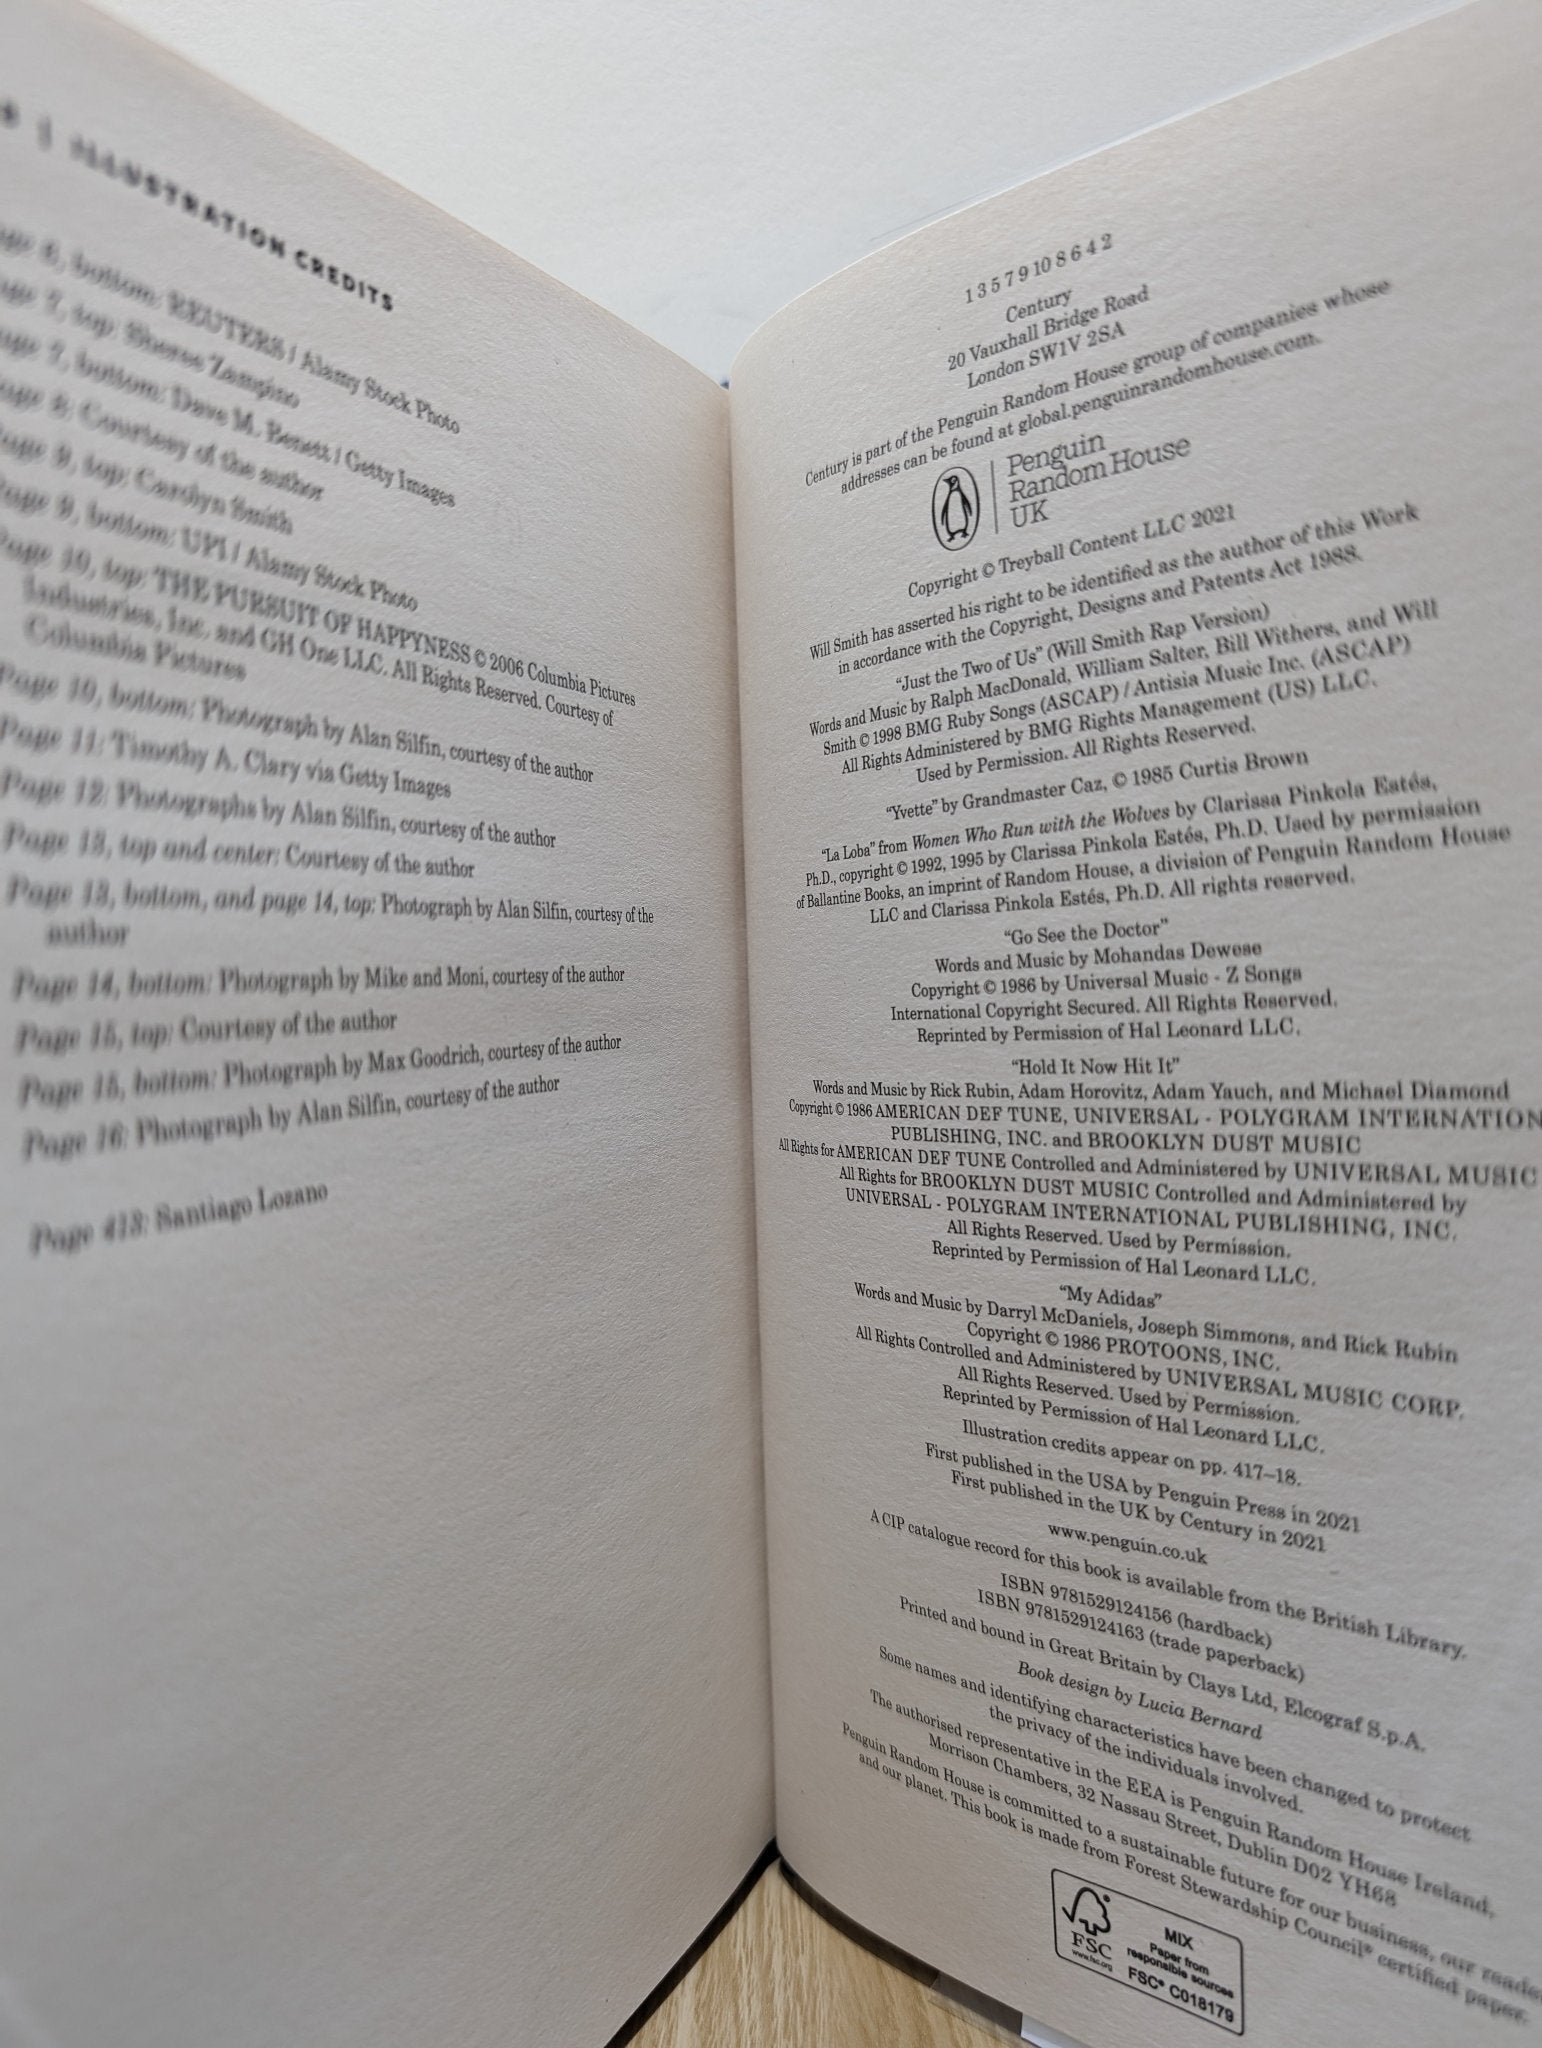 | ILLUSTRATION CREDITS
Page 6, bottom: REUTERS / Alamy Stock Photo
Page 7, top: Sheree Zampino
Page 7, bottom: Dave M. Benett / Getty Images
Page 8: Courtesy of the author
Page 9, top: Carolyn Smith
Page 9, bottom: UPI / Alamy Stock Photo
Page 10, top: THE PURSUIT OF HAPPYNESS © 2006 Columbia Pictures
Industries, Inc. and GH One LLC. All Rights Reserved. Courtesy of
Columbia Pictures
Page 10, bottom: Photograph by Alan Silfin, courtesy of the author
Page 11: Timothy A. Clary via Getty Images
Page 12: Photographs by Alan Silfin, courtesy of the author
Page 13, top and center: Courtesy of the author
Page 13, bottom, and page 14, top: Photograph by Alan Silfin, courtesy of the
author
Page 14, bottom: Photograph by Mike and Moni, courtesy of the author
Page 15, top: Courtesy of the author
Page 15, bottom: Photograph by Max Goodrich, courtesy of the author
Page 16: Photograph by Alan Silfin, courtesy of the author
Page 413: Santiago Lozano
1 3 5 7 9 10 8 6 4 2
Century
20 Vauxhall Bridge Road
London SW1V 2SA
Century is part of the Penguin Random House group of companies whose
addresses can be found at global.penguinrandomhouse.com.
Penguin
Random House
UK
Copyright © Treyball Content LLC 2021
Will Smith has asserted his right to be identified as the author of this Work
in accordance with the Copyright, Designs and Patents Act 1988.
“Just the Two of Us” (Will Smith Rap Version)
Words and Music by Ralph MacDonald, William Salter, Bill Withers, and Will
Smith © 1998 BMG Ruby Songs (ASCAP) / Antisia Music Inc. (ASCAP)
All Rights Administered by BMG Rights Management (US) LLC.
Used by Permission. All Rights Reserved.
“Yvette” by Grandmaster Caz, © 1985 Curtis Brown
“La Loba” from Women Who Run with the Wolves by Clarissa Pinkola Estés,
Ph.D., copyright © 1992, 1995 by Clarissa Pinkola Estés, Ph.D. Used by permission
of Ballantine Books, an imprint of Random House, a division of Penguin Random House
LLC and Clarissa Pinkola Estés, Ph.D. All rights reserved.
“Go See the Doctor”
Words and Music by Mohandas Dewese
Copyright © 1986 by Universal Music - Z Songs
International Copyright Secured. All Rights Reserved.
Reprinted by Permission of Hal Leonard LLC.
“Hold It Now Hit It”
Words and Music by Rick Rubin, Adam Horovitz, Adam Yauch, and Michael Diamond
Copyright © 1986 AMERICAN DEF TUNE, UNIVERSAL - POLYGRAM INTERNATION
PUBLISHING, INC. and BROOKLYN DUST MUSIC
All Rights for AMERICAN DEF TUNE Controlled and Administered by UNIVERSAL MUSIC
All Rights for BROOKLYN DUST MUSIC Controlled and Administered by
UNIVERSAL - POLYGRAM INTERNATIONAL PUBLISHING, INC.
All Rights Reserved. Used by Permission.
Reprinted by Permission of Hal Leonard LLC.
“My Adidas”
Words and Music by Darryl McDaniels, Joseph Simmons, and Rick Rubin
Copyright © 1986 PROTOONS, INC.
All Rights Controlled and Administered by UNIVERSAL MUSIC CORP.
All Rights Reserved. Used by Permission.
Reprinted by Permission of Hal Leonard LLC.
Illustration credits appear on pp. 417–18.
First published in the USA by Penguin Press in 2021
First published in the UK by Century in 2021
www.penguin.co.uk
A CIP catalogue record for this book is available from the British Library.
ISBN 9781529124156 (hardback)
ISBN 9781529124163 (trade paperback)
Printed and bound in Great Britain by Clays Ltd, Elcograf S.p.A.
Book design by Lucia Bernard
Some names and identifying characteristics have been changed to protect
the privacy of the individuals involved.
The authorised representative in the EEA is Penguin Random House Ireland,
Morrison Chambers, 32 Nassau Street, Dublin D02 YH68
Penguin Random House is committed to a sustainable future for our business, our reade
and our planet. This book is made from Forest Stewardship Council® certified paper.
FSC
www.fsc.org
MIX
Paper from
responsible sources
FSC® C018179